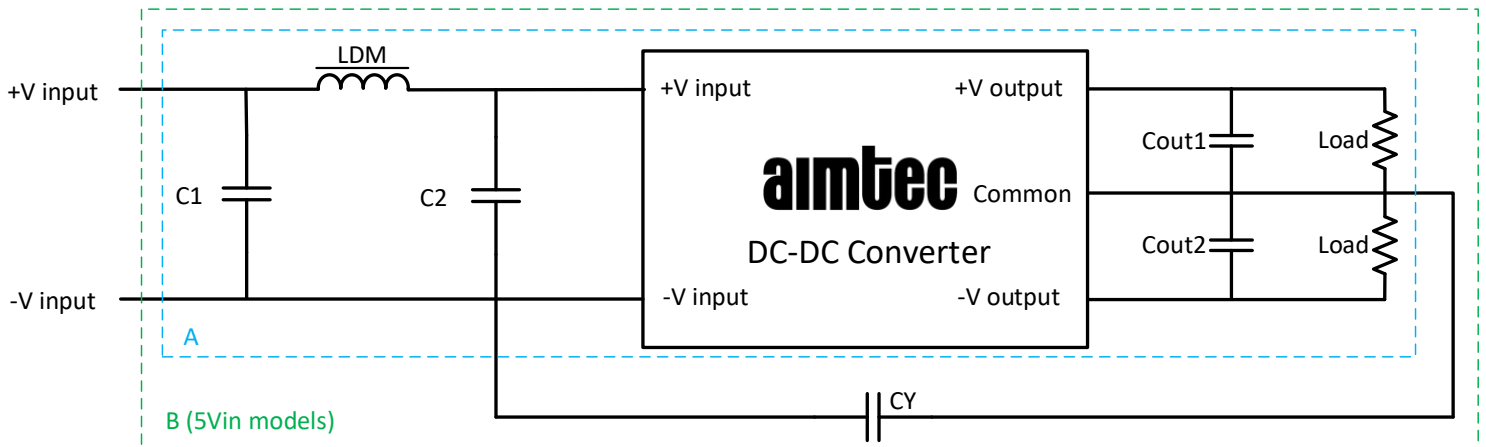 LDM
+V input
+V input
+V output
Cout1
Load
C1
C2
aimtec
Common
DC-DC Converter
Cout2
Load
-V input
-V input
-V output
A
B (5Vin models)
CY